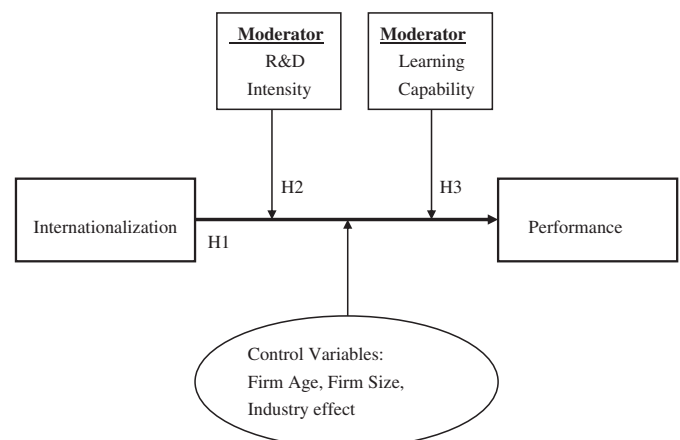 Moderator
R&D
Intensity
Moderator
Learning
Capability
H2
H3
Internationalization
H1
Performance
Control Variables:
Firm Age, Firm Size,
Industry effect